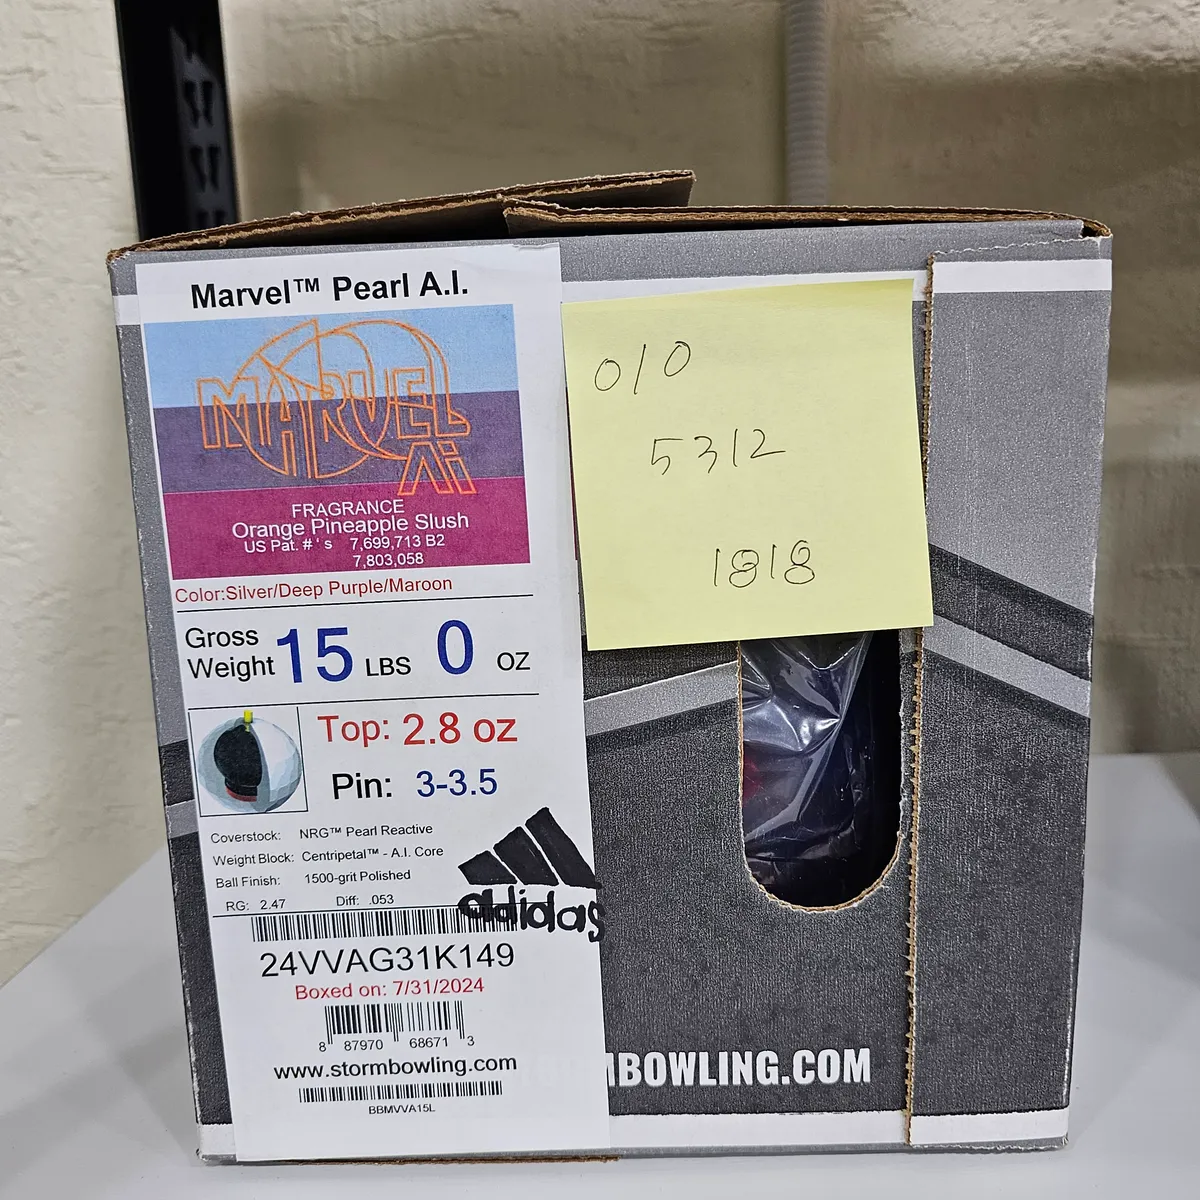 Marvel™ Pearl A.I.
MARVEL
AI
FRAGRANCE
Orange Pineapple Slush
US Pat. # ' s 7,699,713 B2
7,803,058
Color:Silver/Deep Purple/Maroon
Gross
Weight 15 LBS 0 OZ
Top: 2.8 oz
Pin: 3-3.5
Coverstock: NRG™ Pearl Reactive
Weight Block: Centripetal™ - A.I. Core
Ball Finish: 1500-grit Polished
RG: 2.47 Diff: .053
adidas
24VVAG31K149
Boxed on: 7/31/2024
8 87970 68671 3
www.stormbowling.com
BBMVVA15L
010
5312
1818
MBOWLING.COM